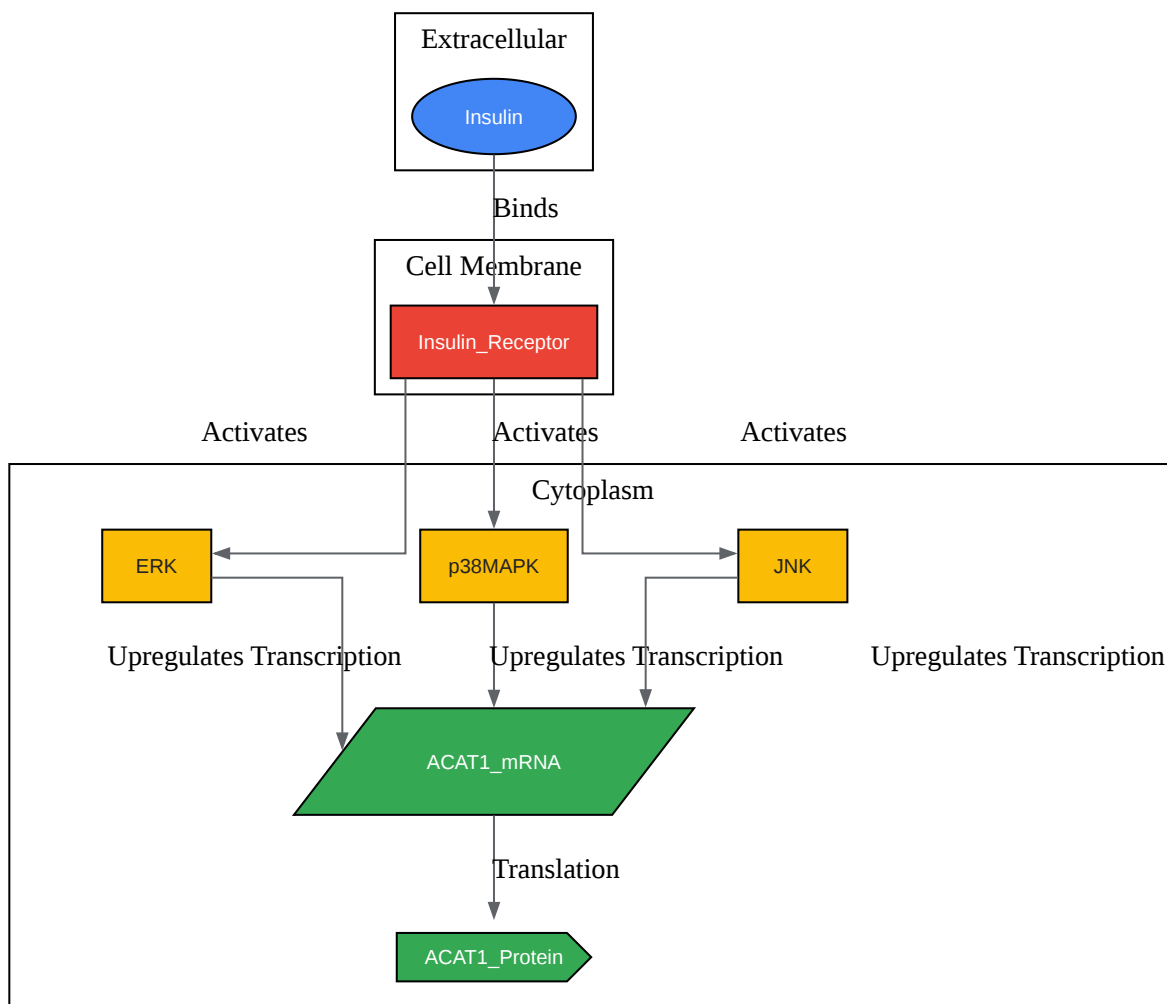 Extracellular
Insulin
Binds
Cell Membrane
Insulin_Receptor
Activates
Activates
Activates
Cytoplasm
ERK
p38MAPK
JNK
Upregulates Transcription
Upregulates Transcription
Upregulates Transcription
ACAT1_mRNA
Translation
ACAT1_Protein